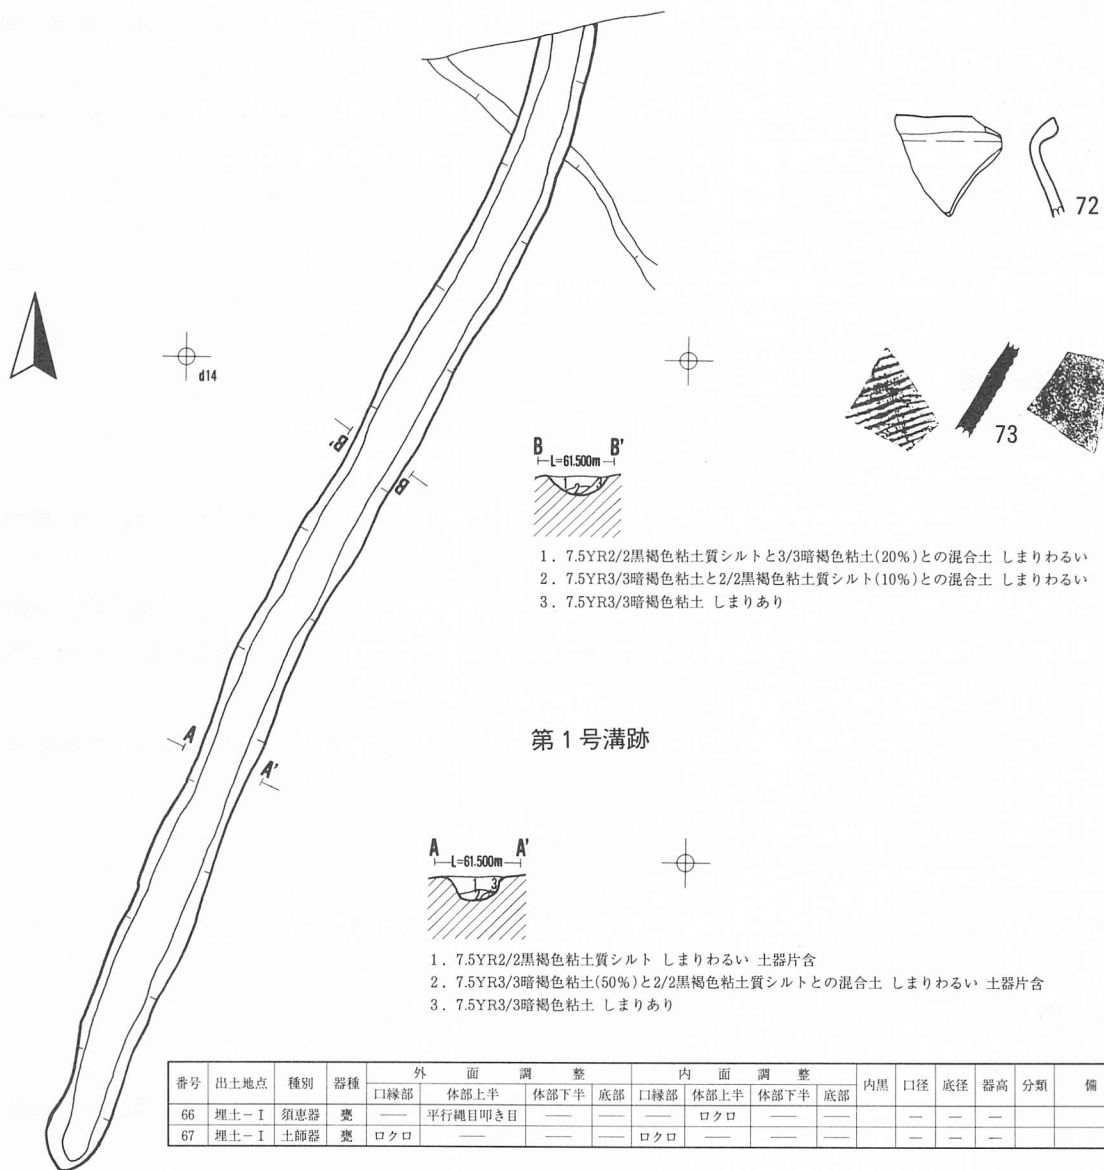 72
d14
73
B'
B
B B'
L=61.500m
1 2 3
1. 7.5YR2/2黒褐色粘土質シルトと3/3暗褐色粘土(20%)との混合土 しまりわるい
2. 7.5YR3/3暗褐色粘土と2/2黒褐色粘土質シルト(10%)との混合土 しまりわるい
3. 7.5YR3/3暗褐色粘土 しまりあり
第1号溝跡
A
A'
A A'
L=61.500m
1 2 3
1. 7.5YR2/2黒褐色粘土質シルト しまりわるい 土器片含
2. 7.5YR3/3暗褐色粘土(50%)と2/2黒褐色粘土質シルトとの混合土 しまりわるい 土器片含
3. 7.5YR3/3暗褐色粘土 しまりあり
番号 出土地点 種別 器種 外面調整 内面調整 内黒 口径 底径 器高 分類 備
口縁部 体部上半 体部下半 底部 口縁部 体部上半 体部下半 底部
66 埋土-I 須恵器 甕 — 平行縄目叩き目 — — — ロクロ — — — — —
67 埋土-I 土師器 甕 ロクロ — — — ロクロ — — — — — —